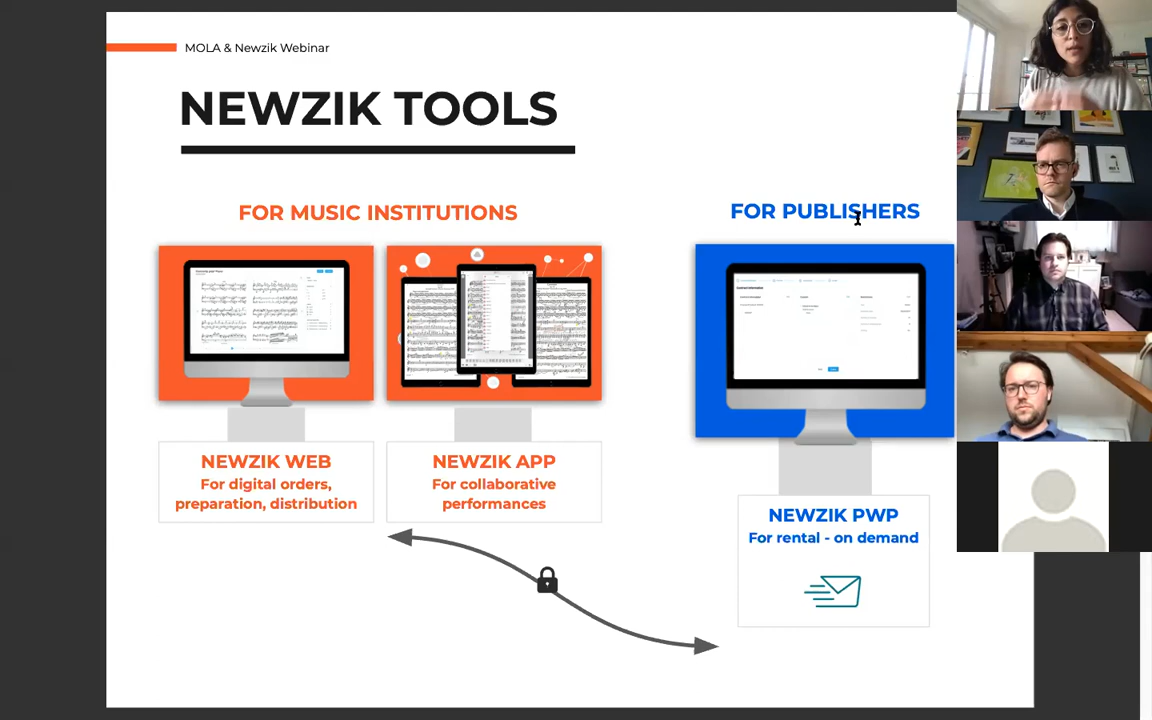 MOLA & Newzik Webinar
NEWZIK TOOLS
FOR MUSIC INSTITUTIONS
FOR PUBLISHERS
NEWZIK WEB
For digital orders,
preparation, distribution
NEWZIK APP
For collaborative
performances
NEWZIK PWP
For rental - on demand